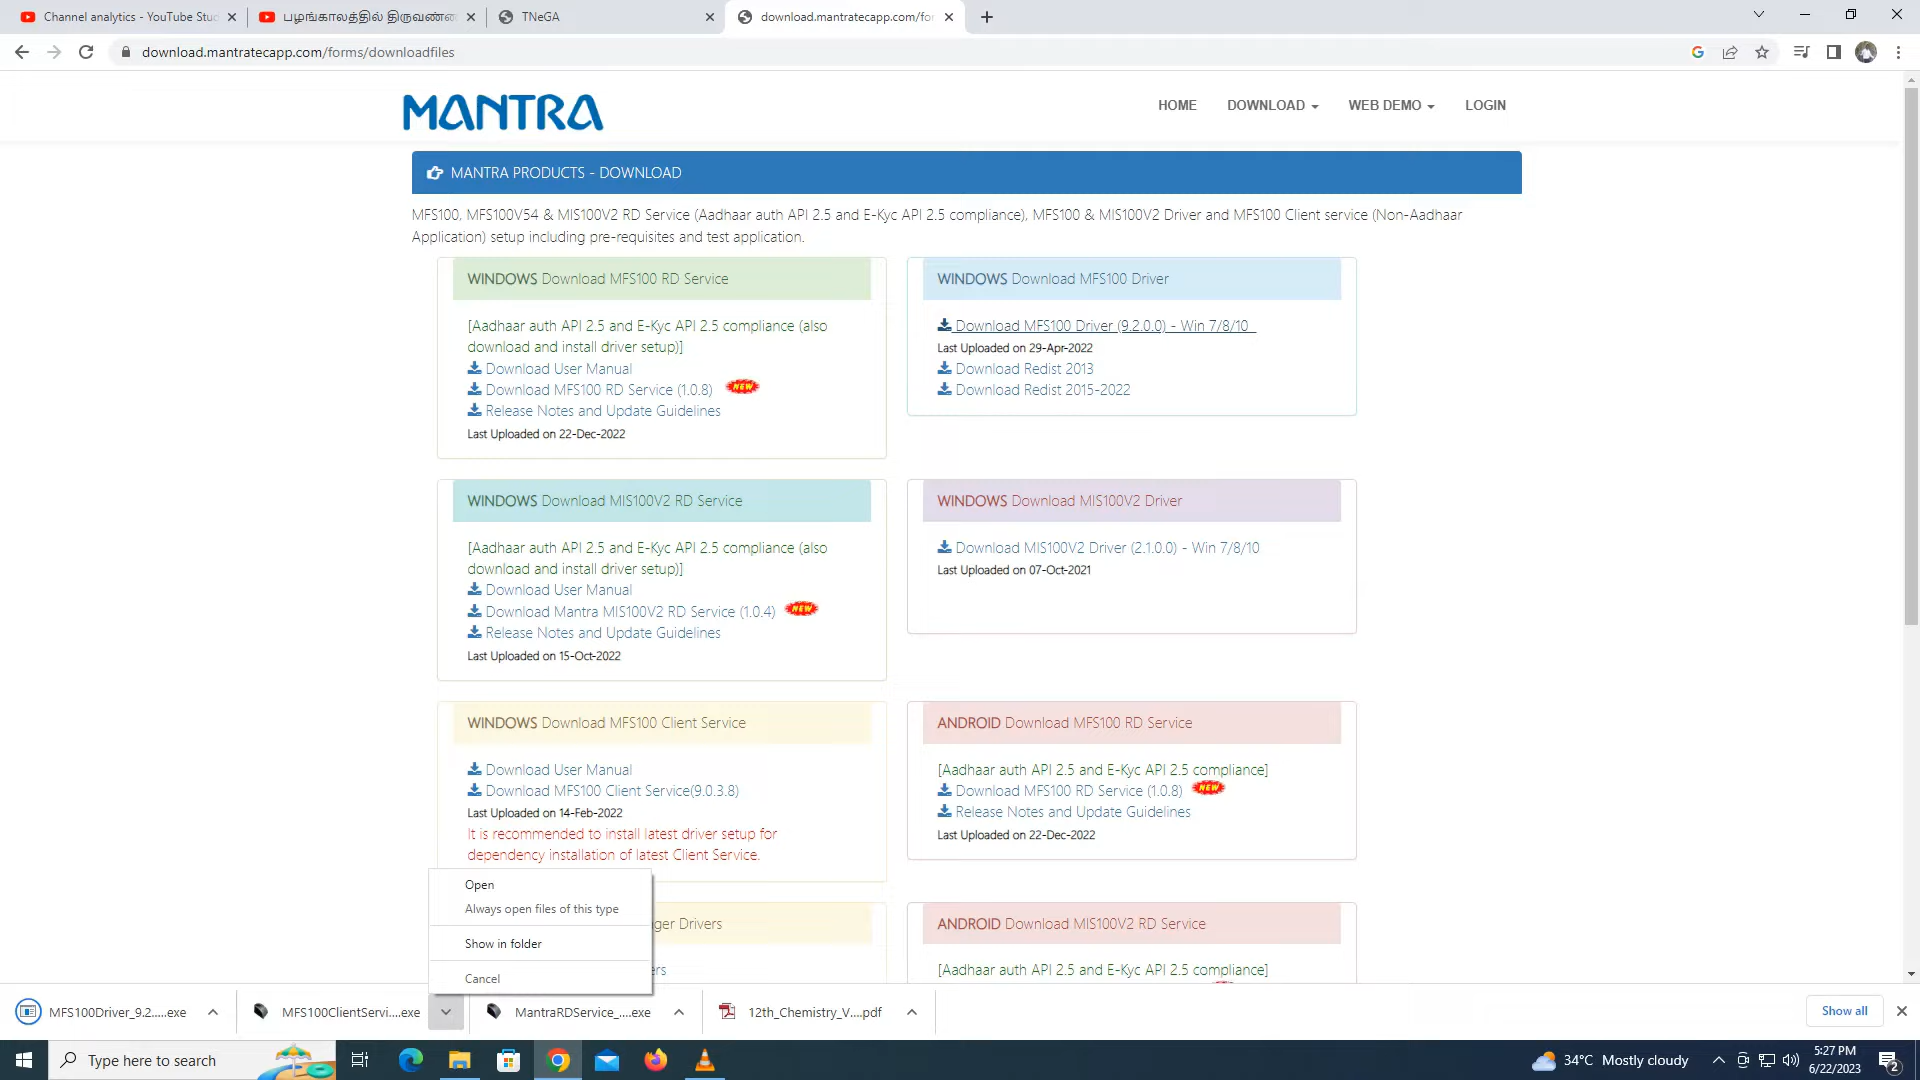 Channel analytics - YouTube Stu
பழங்காலத்தில்
TNeGA
download.mantratecapp.com/for
download.mantratecapp.com/forms/downloadfiles
MANTRA
HOME
DOWNLOAD
WEB DEMO
LOGIN
MANTRA PRODUCTS - DOWNLOAD
MFS100, MFS100V54 & MIS100V2 RD Service (Aadhaar auth API 2.5 and E-Kyc API 2.5 compliance), MFS100 & MIS100V2 Driver and MFS100 Client service (Non-Aadhaar
Application) setup including pre-requisites and test application.
WINDOWS Download MFS100 RD Service
[Aadhaar auth API 2.5 and E-Kyc API 2.5 compliance (also
download and install driver setup)]
Download User Manual
Download MFS100 RD Service (1.0.8) NEW
Release Notes and Update Guidelines
Last Uploaded on 22-Dec-2022
WINDOWS Download MFS100 Driver
Download MFS100 Driver (9.2.0.0) - Win 7/8/10
Last Uploaded on 29-Apr-2022
Download Redist 2013
Download Redist 2015-2022
WINDOWS Download MIS100V2 RD Service
[Aadhaar auth API 2.5 and E-Kyc API 2.5 compliance (also
download and install driver setup)]
Download User Manual
Download Mantra MIS100V2 RD Service (1.0.4) NEW
Release Notes and Update Guidelines
Last Uploaded on 15-Oct-2022
WINDOWS Download MIS100V2 Driver
Download MIS100V2 Driver (2.1.0.0) - Win 7/8/10
Last Uploaded on 07-Oct-2021
WINDOWS Download MFS100 Client Service
Download User Manual
Download MFS100 Client Service(9.0.3.8)
Last Uploaded on 14-Feb-2022
It is recommended to install latest driver setup for
dependency installation of latest Client Service.
ANDROID Download MFS100 RD Service
[Aadhaar auth API 2.5 and E-Kyc API 2.5 compliance]
Download MFS100 RD Service (1.0.8) NEW
Release Notes and Update Guidelines
Last Uploaded on 22-Dec-2022
Open
Always open files of this type
Show in folder
Cancel
ger Drivers
ers
ANDROID Download MIS100V2 RD Service
[Aadhaar auth API 2.5 and E-Kyc API 2.5 compliance]
MFS100Driver_9.2.....exe
MFS100ClientServi....exe
MantraRDService_....exe
12th_Chemistry_V....pdf
Show all
Type here to search
34°C Mostly cloudy
5:27 PM
6/22/2023
2